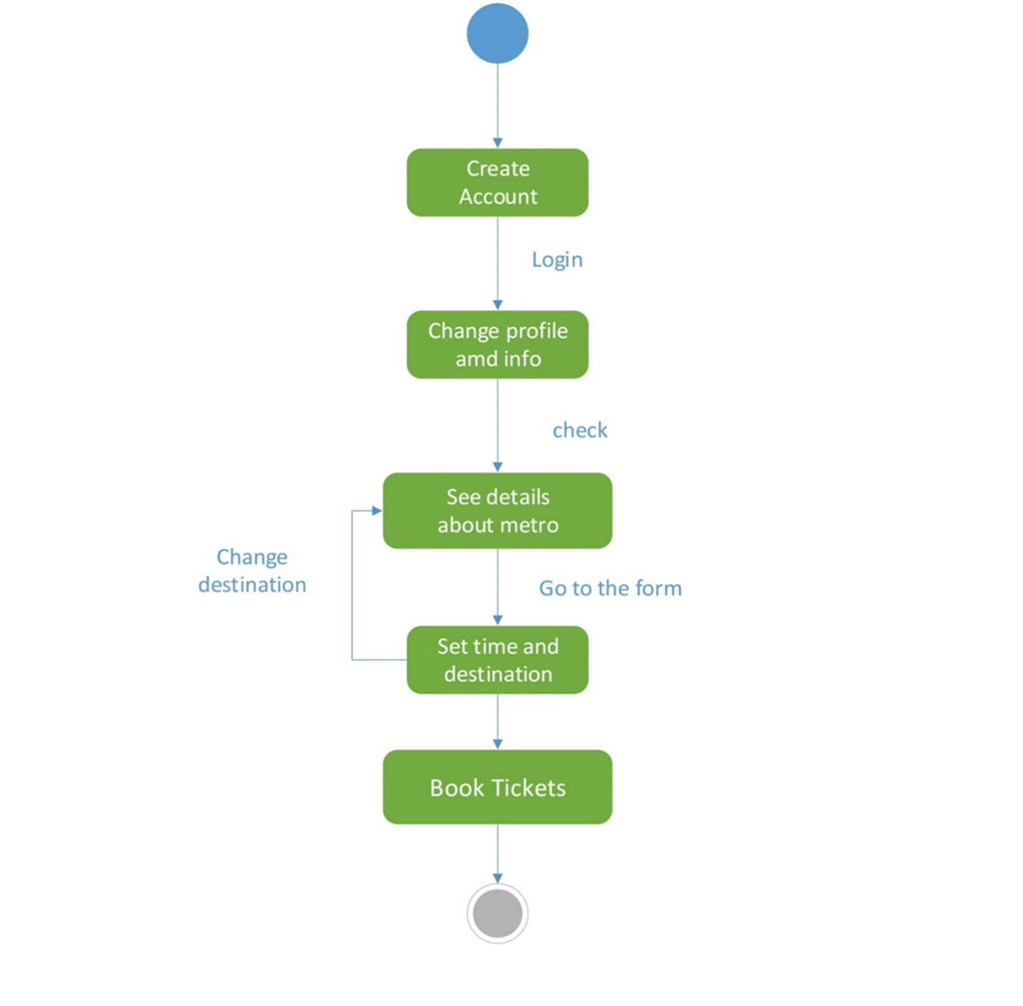 Create
Account
Login
Change profile
amd info
check
See details
about metro
Change
destination
Go to the form
Set time and
destination
Book Tickets